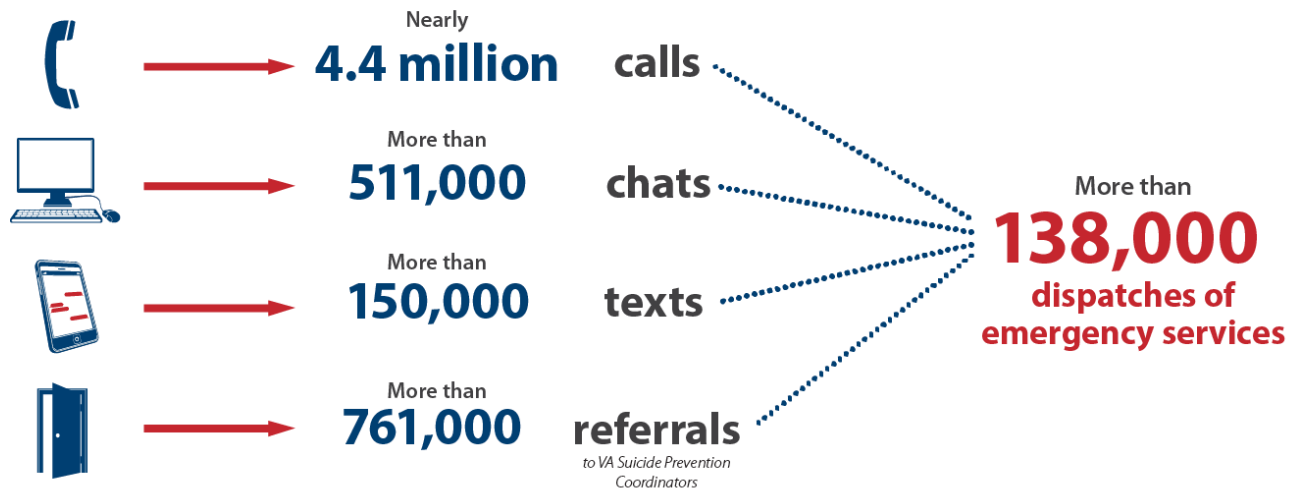 Nearly
4.4 million calls
More than
511,000 chats
More than
150,000 texts
More than
761,000 referrals
to VA Suicide Prevention
Coordinators
More than
138,000
dispatches of
emergency services